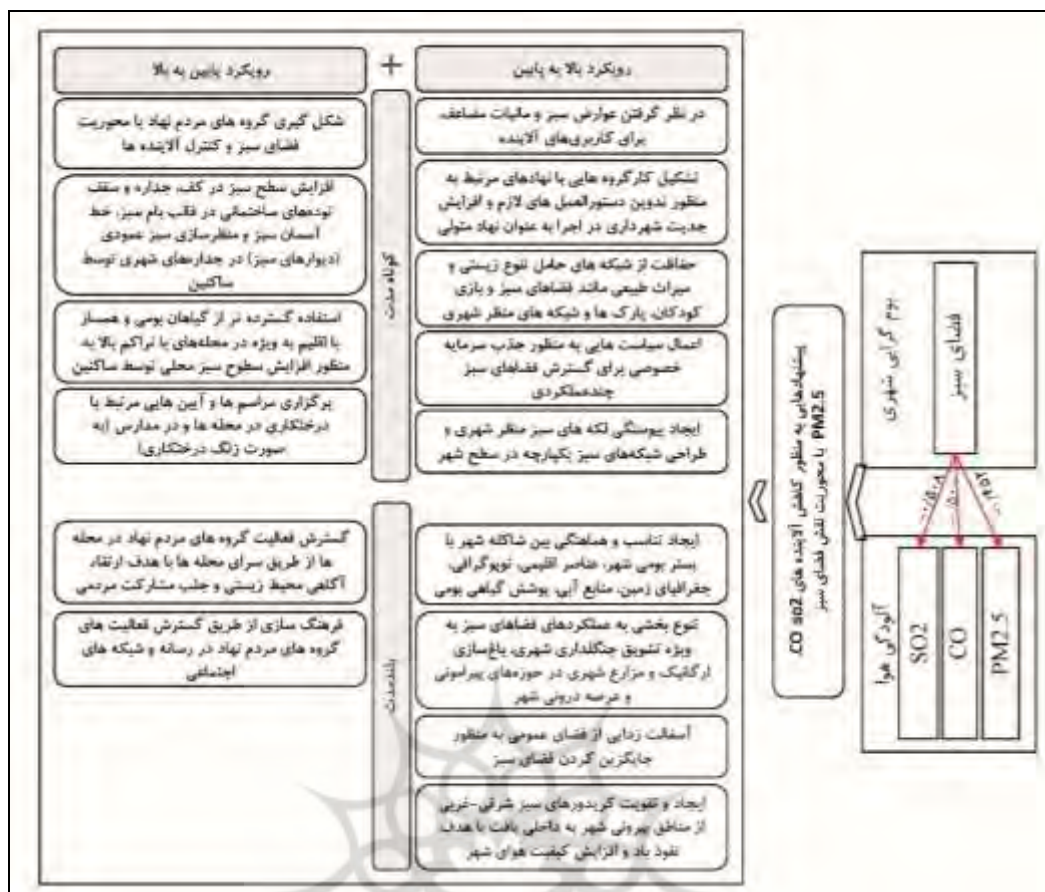 رویکرد بالا به پایین
+
رویکرد پایین به بالا
کوتاه مدت
در نظر گرفتن عوارض سبز و مالیات مضاعف،
برای کاربری‌های آلاینده
تشکیل کارگروه هایی با نهادهای مرتبط به
منظور تدوین دستورالعمل های لازم و افزایش
جدیت شهرداری در اجرا به عنوان نهاد متولی
حفاظت از شبکه های حامل تنوع زیستی و
میراث طبیعی مانند فضاهای سبز و بازی
کودکان، پارک ها و شبکه های منظر شهری
اعمال سیاست هایی به منظور جذب سرمایه
خصوصی برای گسترش فضاهای سبز
چندعملکردی
ایجاد پیوستگی لکه های سبز منظر شهری و
طراحی شبکه‌های سبز یکپارچه در سطح شهر
شکل گیری گروه های مردم نهاد با محوریت
فضای سبز و کنترل آلاینده ها
افزایش سطح سبز در کف، جداره و سقف
توده‌های ساختمانی در قالب بام سبز، خط
آسمان سبز و منظرسازی سبز عمودی
(دیوارهای سبز) در جداره‌های شهری توسط
ساکنین
استفاده گسترده تر از گیاهان بومی و همساز
با اقلیم به ویژه در محله‌های با تراکم بالا به
منظور افزایش سطوح سبز محلی توسط ساکنین
برگزاری مراسم ها و آیین هایی مرتبط با
درختکاری در محله ها و در مدارس (به
صورت زنگ درختکاری)
بلندمدت
ایجاد تناسب و هماهنگی بین شاکله شهر با
بستر بومی شهر، عناصر اقلیمی، توپوگرافی،
جغرافیای زمین، منابع آبی، پوشش گیاهی بومی
تنوع بخشی به عملکردهای فضاهای سبز به
ویژه تشویق جنگلداری شهری، باغ‌سازی
ارگانیک و مزارع شهری در حوزه‌های پیرامونی
و عرصه درونی شهر
آسفالت زدایی از فضای عمومی به منظور
جایگزین کردن فضای سبز
ایجاد و تقویت کریدورهای سبز شرقی-غربی
از مناطق بیرونی شهر به داخلی بافت با هدف
نفوذ باد و افزایش کیفیت هوای شهر
گسترش فعالیت گروه های مردم نهاد در محله
ها از طریق سرای محله ها با هدف ارتقاء
آگاهی محیط زیستی و جلب مشارکت مردمی
فرهنگ سازی از طریق گسترش فعالیت های
گروه های مردم نهاد در رسانه و شبکه های
اجتماعی
پیشنهادهایی به منظور کاهش آلاینده های CO so2,
PM2.5 با محوریت نقش فضای سبز
بوم گرایی شهری
فضای سبز
آلودگی هوا
SO2
CO
PM2.5